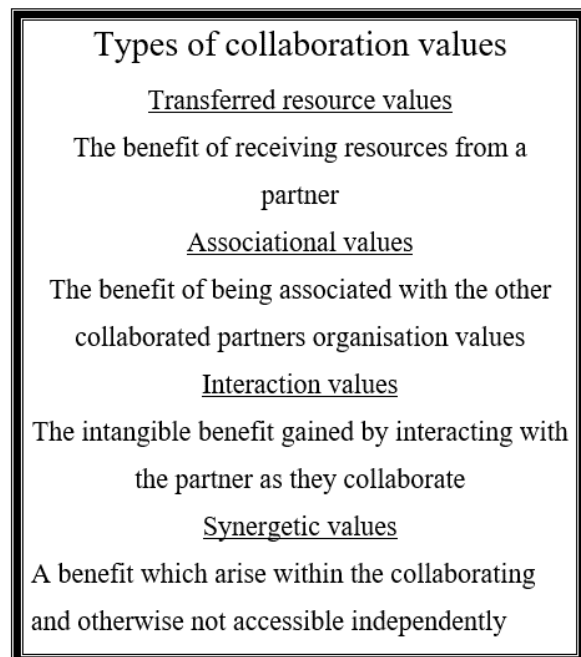 Types of collaboration values
Transferred resource values
The benefit of receiving resources from a
partner
Associational values
The benefit of being associated with the other
collaborated partners organisation values
Interaction values
The intangible benefit gained by interacting with
the partner as they collaborate
Synergetic values
A benefit which arise within the collaborating
and otherwise not accessible independently